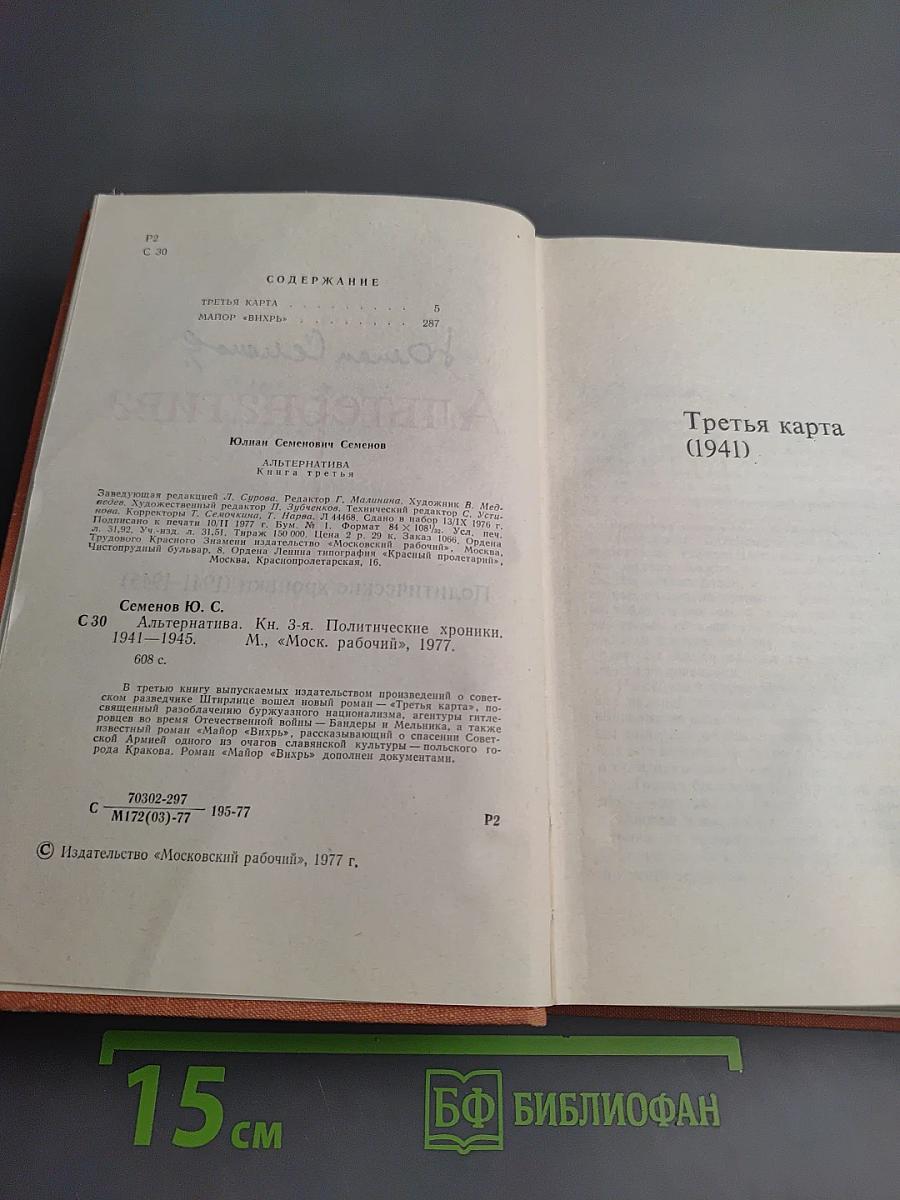 Р2
С 30
СОДЕРЖАНИЕ
ТРЕТЬЯ КАРТА . . . . . . . . 5
МАЙОР «ВИХРЬ» . . . . . . . . 287
Юлиан Семенов
Альтернатива
Юлиан Семенович Семенов
АЛЬТЕРНАТИВА
Книга третья
Заведующая редакцией Л. Сурова. Редактор Г. Малинина. Художник В. Мед-
ведев. Художественный редактор Л. Зубченков. Технический редактор С. Усти-
нова. Корректоры Т. Семочкина, Т. Нарва. Л 44468. Сдано в набор 13/IX 1976 г.
Подписано к печати 10/II 1977 г. Бум. № 1. Формат 84×108¹/₃₂. Усл. печ.
л. 31,92. Уч.-изд. л. 31,51. Тираж 150 000. Цена 2 р. 29 к. Заказ 1066. Ордена
Трудового Красного Знамени издательство «Московский рабочий». Москва,
Чистопрудный бульвар, 8. Ордена Ленина типография «Красный пролетарий».
Москва, Краснопролетарская, 16.
Политические хроники (1941—1945)
Семенов Ю. С.
С 30 Альтернатива. Кн. 3-я. Политические хроники.
1941—1945. М., «Моск. рабочий», 1977.
608 с.
В третью книгу выпускаемых издательством произведений о совет-
ском разведчике Штирлице вошел новый роман — «Третья карта», по-
священный разоблачению буржуазного национализма, агентуры гитле-
ровцев во время Отечественной войны — Бандеры и Мельника, а также
известный роман «Майор «Вихрь», рассказывающий о спасении Совет-
ской Армией одного из очагов славянской культуры — польского го-
рода Кракова. Роман «Майор «Вихрь» дополнен документами.
С 70302-297 / М172(03)-77 — 195-77
Р2
© Издательство «Московский рабочий», 1977 г.
Третья карта
(1941)
15 см
БФ БИБЛИОФАН